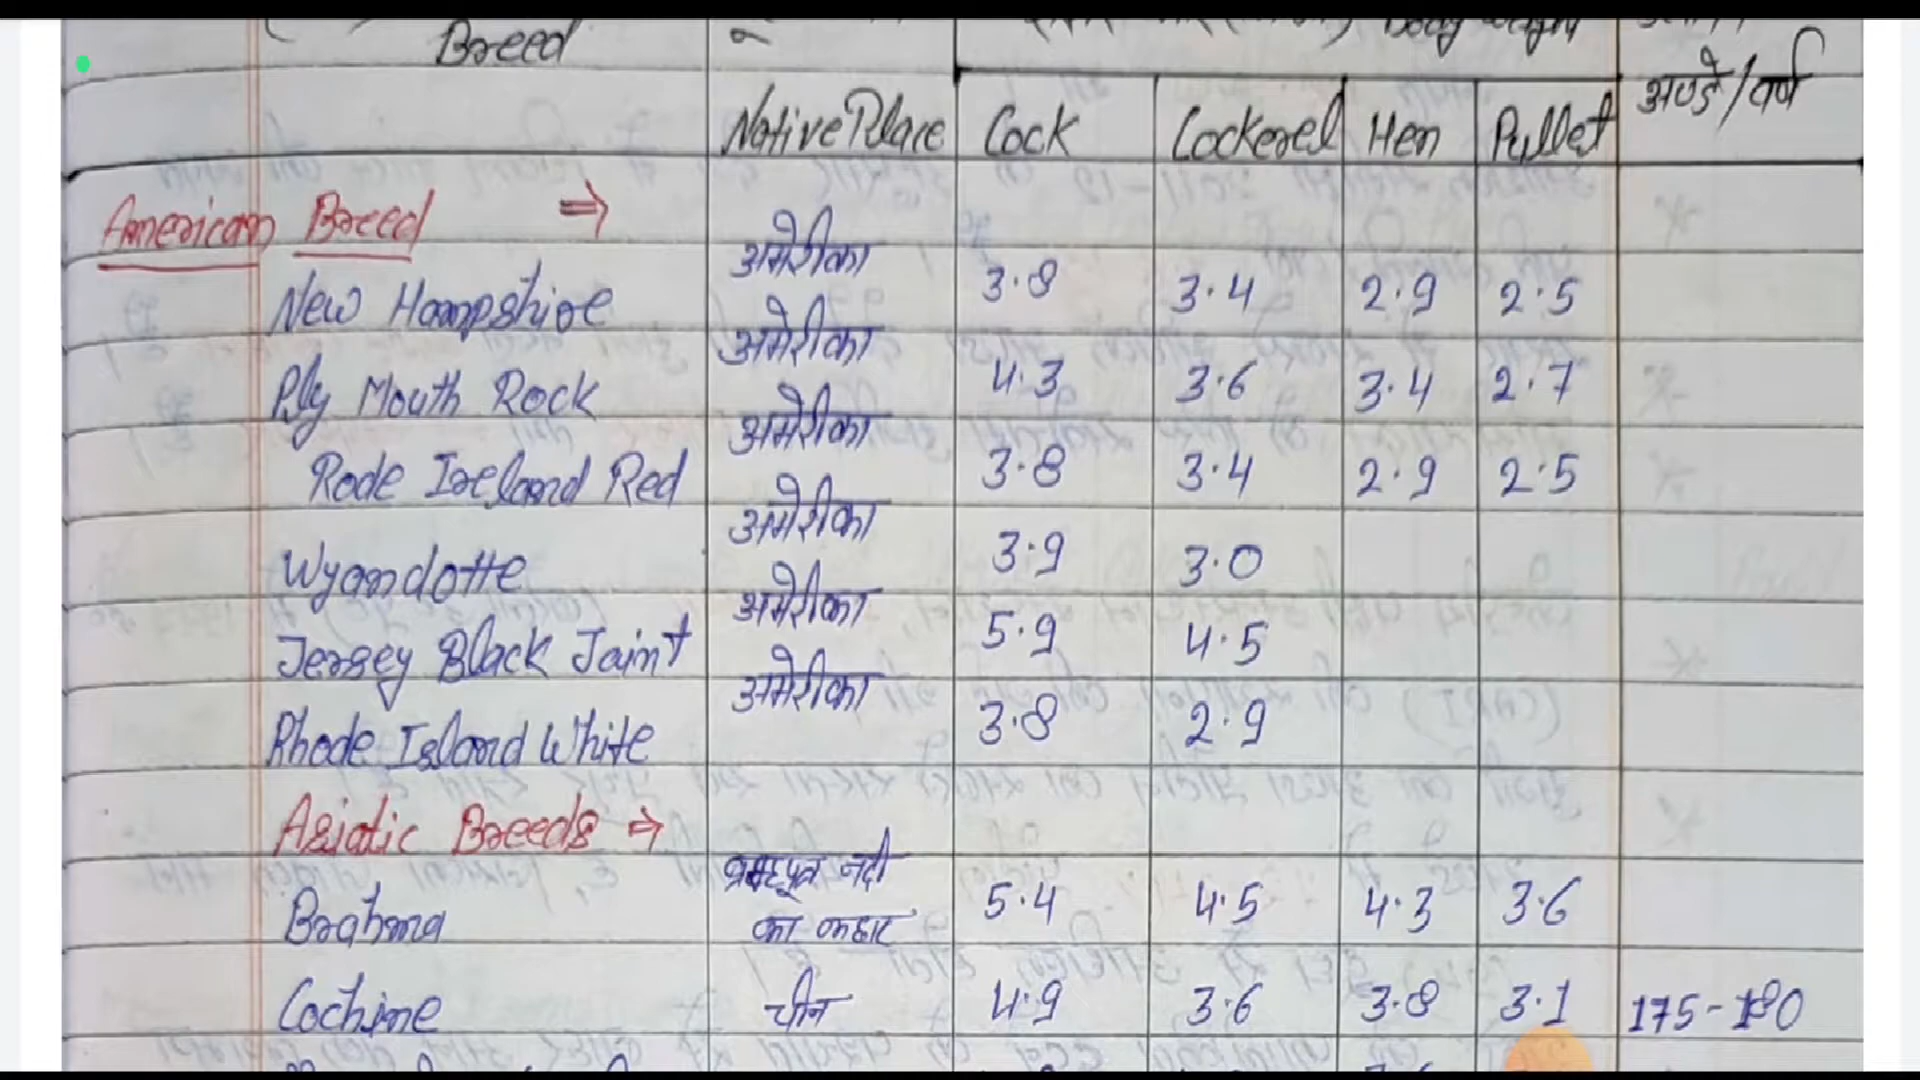 Breed
Body weight
अण्डे/वर्ष
Native Place Cock Cockerel Hen Pullet
American Breed ⇒
New Hampshire अमेरीका 3.8 3.4 2.9 2.5
Ply Mouth Rock अमेरीका 4.3 3.6 3.4 2.7
Rode Ireland Red अमेरीका 3.8 3.4 2.9 2.5
Wyandotte अमेरीका 3.9 3.0
Jersey Black Jaint अमेरीका 5.9 4.5
Rhode Island White अमेरीका 3.8 2.9
Asiatic Breeds ⇒
Brahma नदी का कछार 5.4 4.5 4.3 3.6
Cochine चीन 4.9 3.6 3.8 3.1 175-180